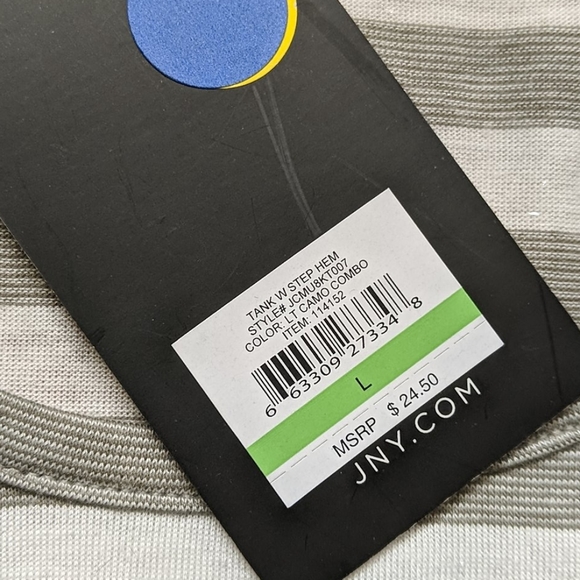 TANK W STEP HEM
STYLE# JCMU8KT007
COLOR: LT CAMO COMBO
ITEM: 114152
6 63309 27334 8
L
MSRP $ 24.50
JNY.COM